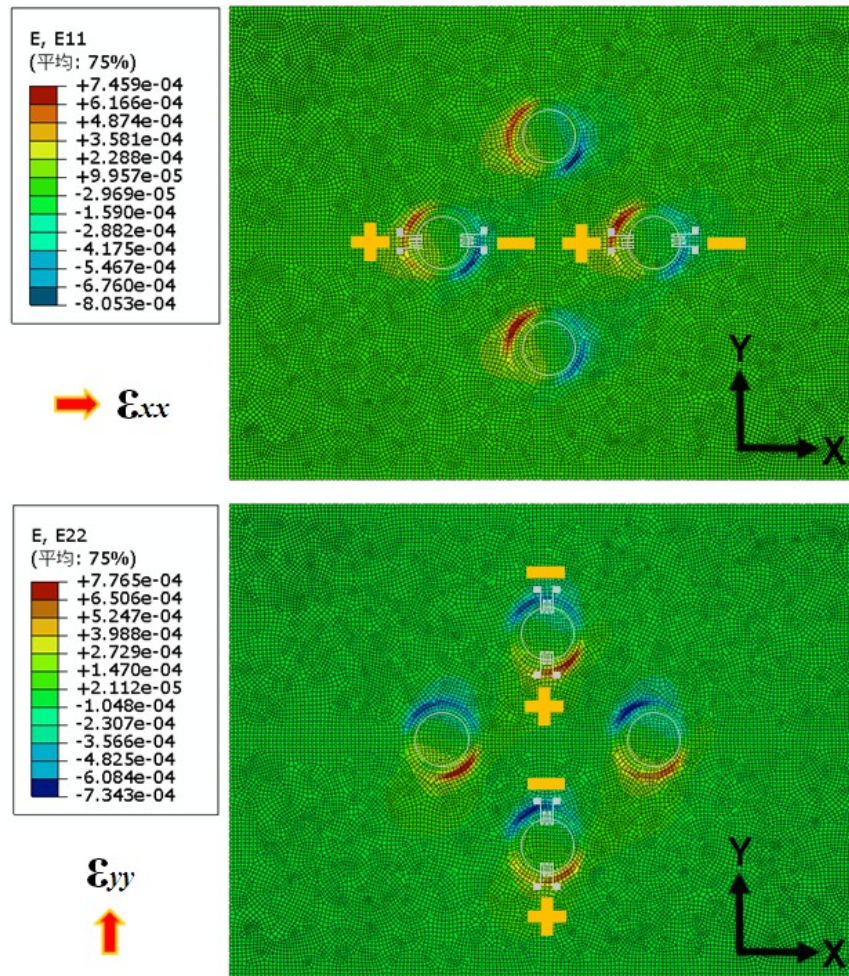 E, E11
(平均: 75%)
+7.459e-04
+6.166e-04
+4.874e-04
+3.581e-04
+2.288e-04
+9.957e-05
-2.969e-05
-1.590e-04
-2.882e-04
-4.175e-04
-5.467e-04
-6.760e-04
-8.053e-04
εxx
Y
X
E, E22
(平均: 75%)
+7.765e-04
+6.506e-04
+5.247e-04
+3.988e-04
+2.729e-04
+1.470e-04
+2.112e-05
-1.048e-04
-2.307e-04
-3.566e-04
-4.825e-04
-6.084e-04
-7.343e-04
εyy
Y
X